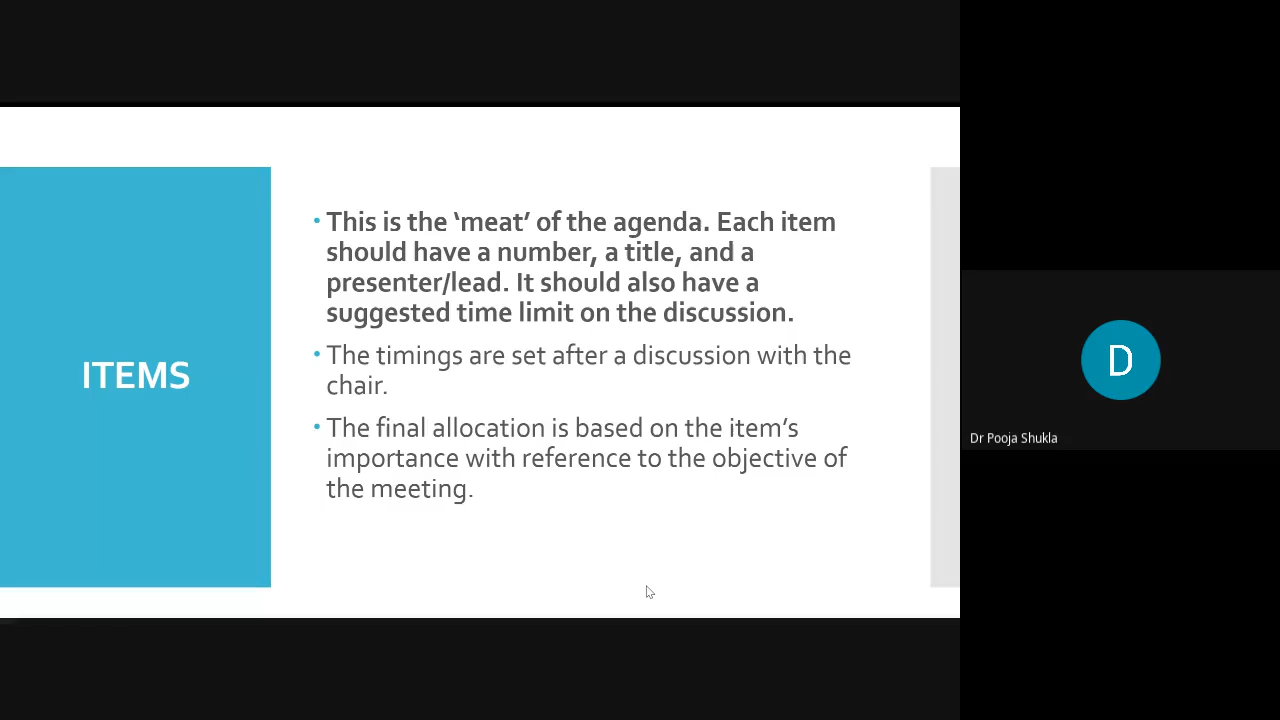 ITEMS
• This is the ‘meat’ of the agenda. Each item
should have a number, a title, and a
presenter/lead. It should also have a
suggested time limit on the discussion.
• The timings are set after a discussion with the
chair.
• The final allocation is based on the item’s
importance with reference to the objective of
the meeting.
D
Dr Pooja Shukla